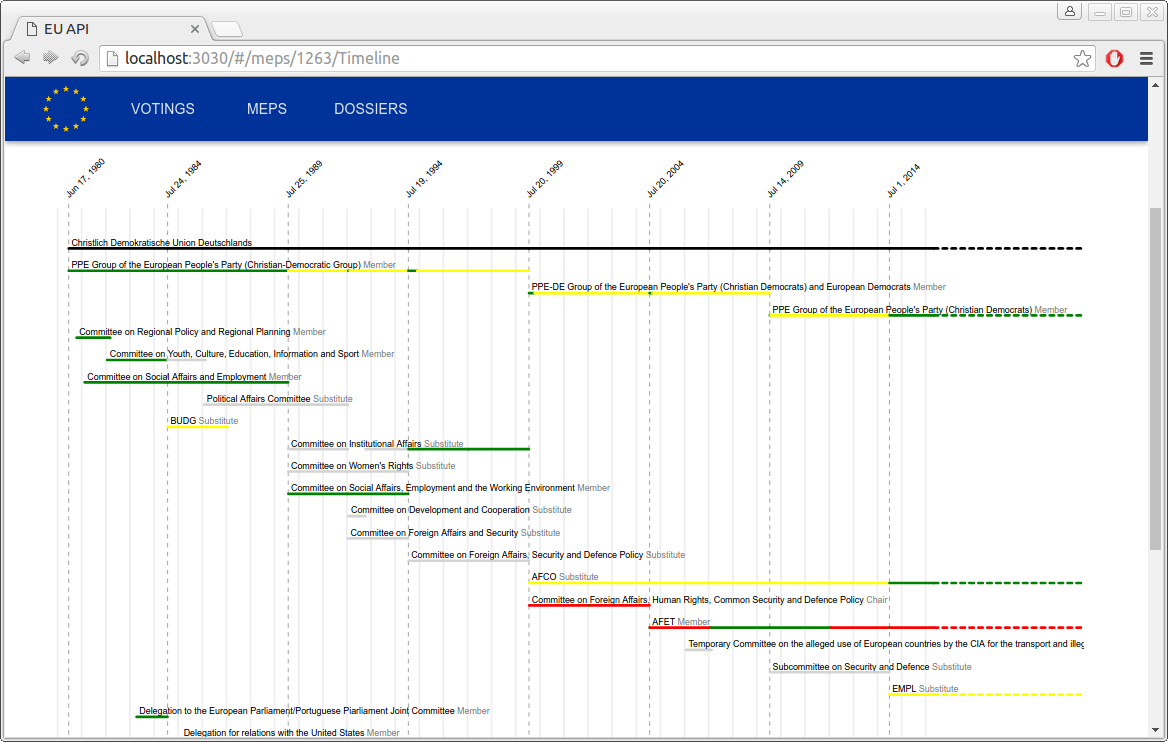 EU API
localhost:3030/#/meps/1263/Timeline
VOTINGS MEPS DOSSIERS
Jun 17, 1980 Jul 24, 1984 Jul 25, 1989 Jul 19, 1994 Jul 20, 1999 Jul 20, 2004 Jul 14, 2009 Jul 1, 2014
Christlich Demokratische Union Deutschlands
PPE Group of the European People's Party (Christian-Democratic Group) Member
PPE-DE Group of the European People's Party (Christian Democrats) and European Democrats Member
PPE Group of the European People's Party (Christian Democrats) Member
Committee on Regional Policy and Regional Planning Member
Committee on Youth, Culture, Education, Information and Sport Member
Committee on Social Affairs and Employment Member
Political Affairs Committee Substitute
BUDG Substitute
Committee on Institutional Affairs Substitute
Committee on Women's Rights Substitute
Committee on Social Affairs, Employment and the Working Environment Member
Committee on Development and Cooperation Substitute
Committee on Foreign Affairs and Security Substitute
Committee on Foreign Affairs, Security and Defence Policy Substitute
AFCO Substitute
Committee on Foreign Affairs, Human Rights, Common Security and Defence Policy Chair
AFET Member
Temporary Committee on the alleged use of European countries by the CIA for the transport and illeg
Subcommittee on Security and Defence Substitute
EMPL Substitute
Delegation to the European Parliament/Portuguese Piarliament Joint Committee Member
Delegation for relations with the United States Member